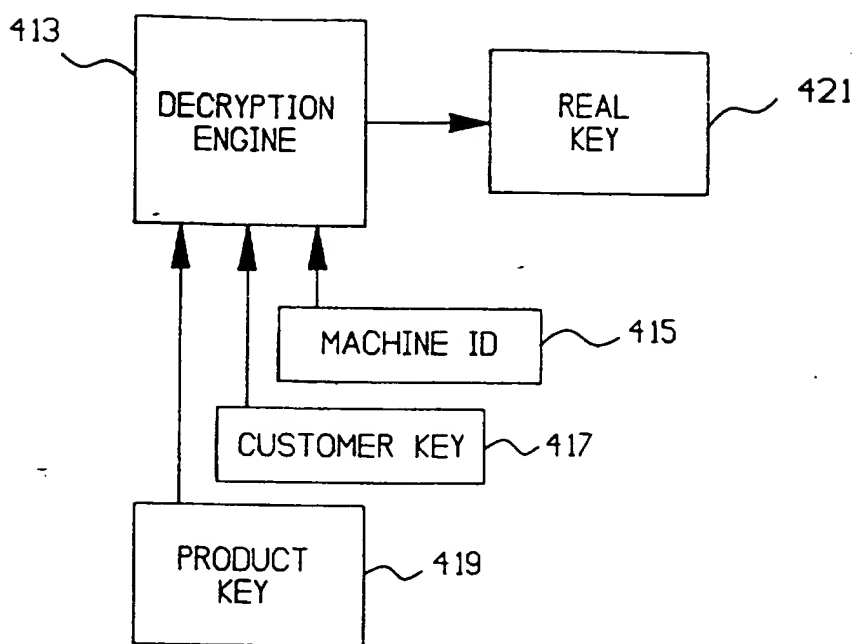 413
DECRYPTION
ENGINE
REAL
KEY
421
MACHINE ID
415
CUSTOMER KEY
417
PRODUCT
KEY
419